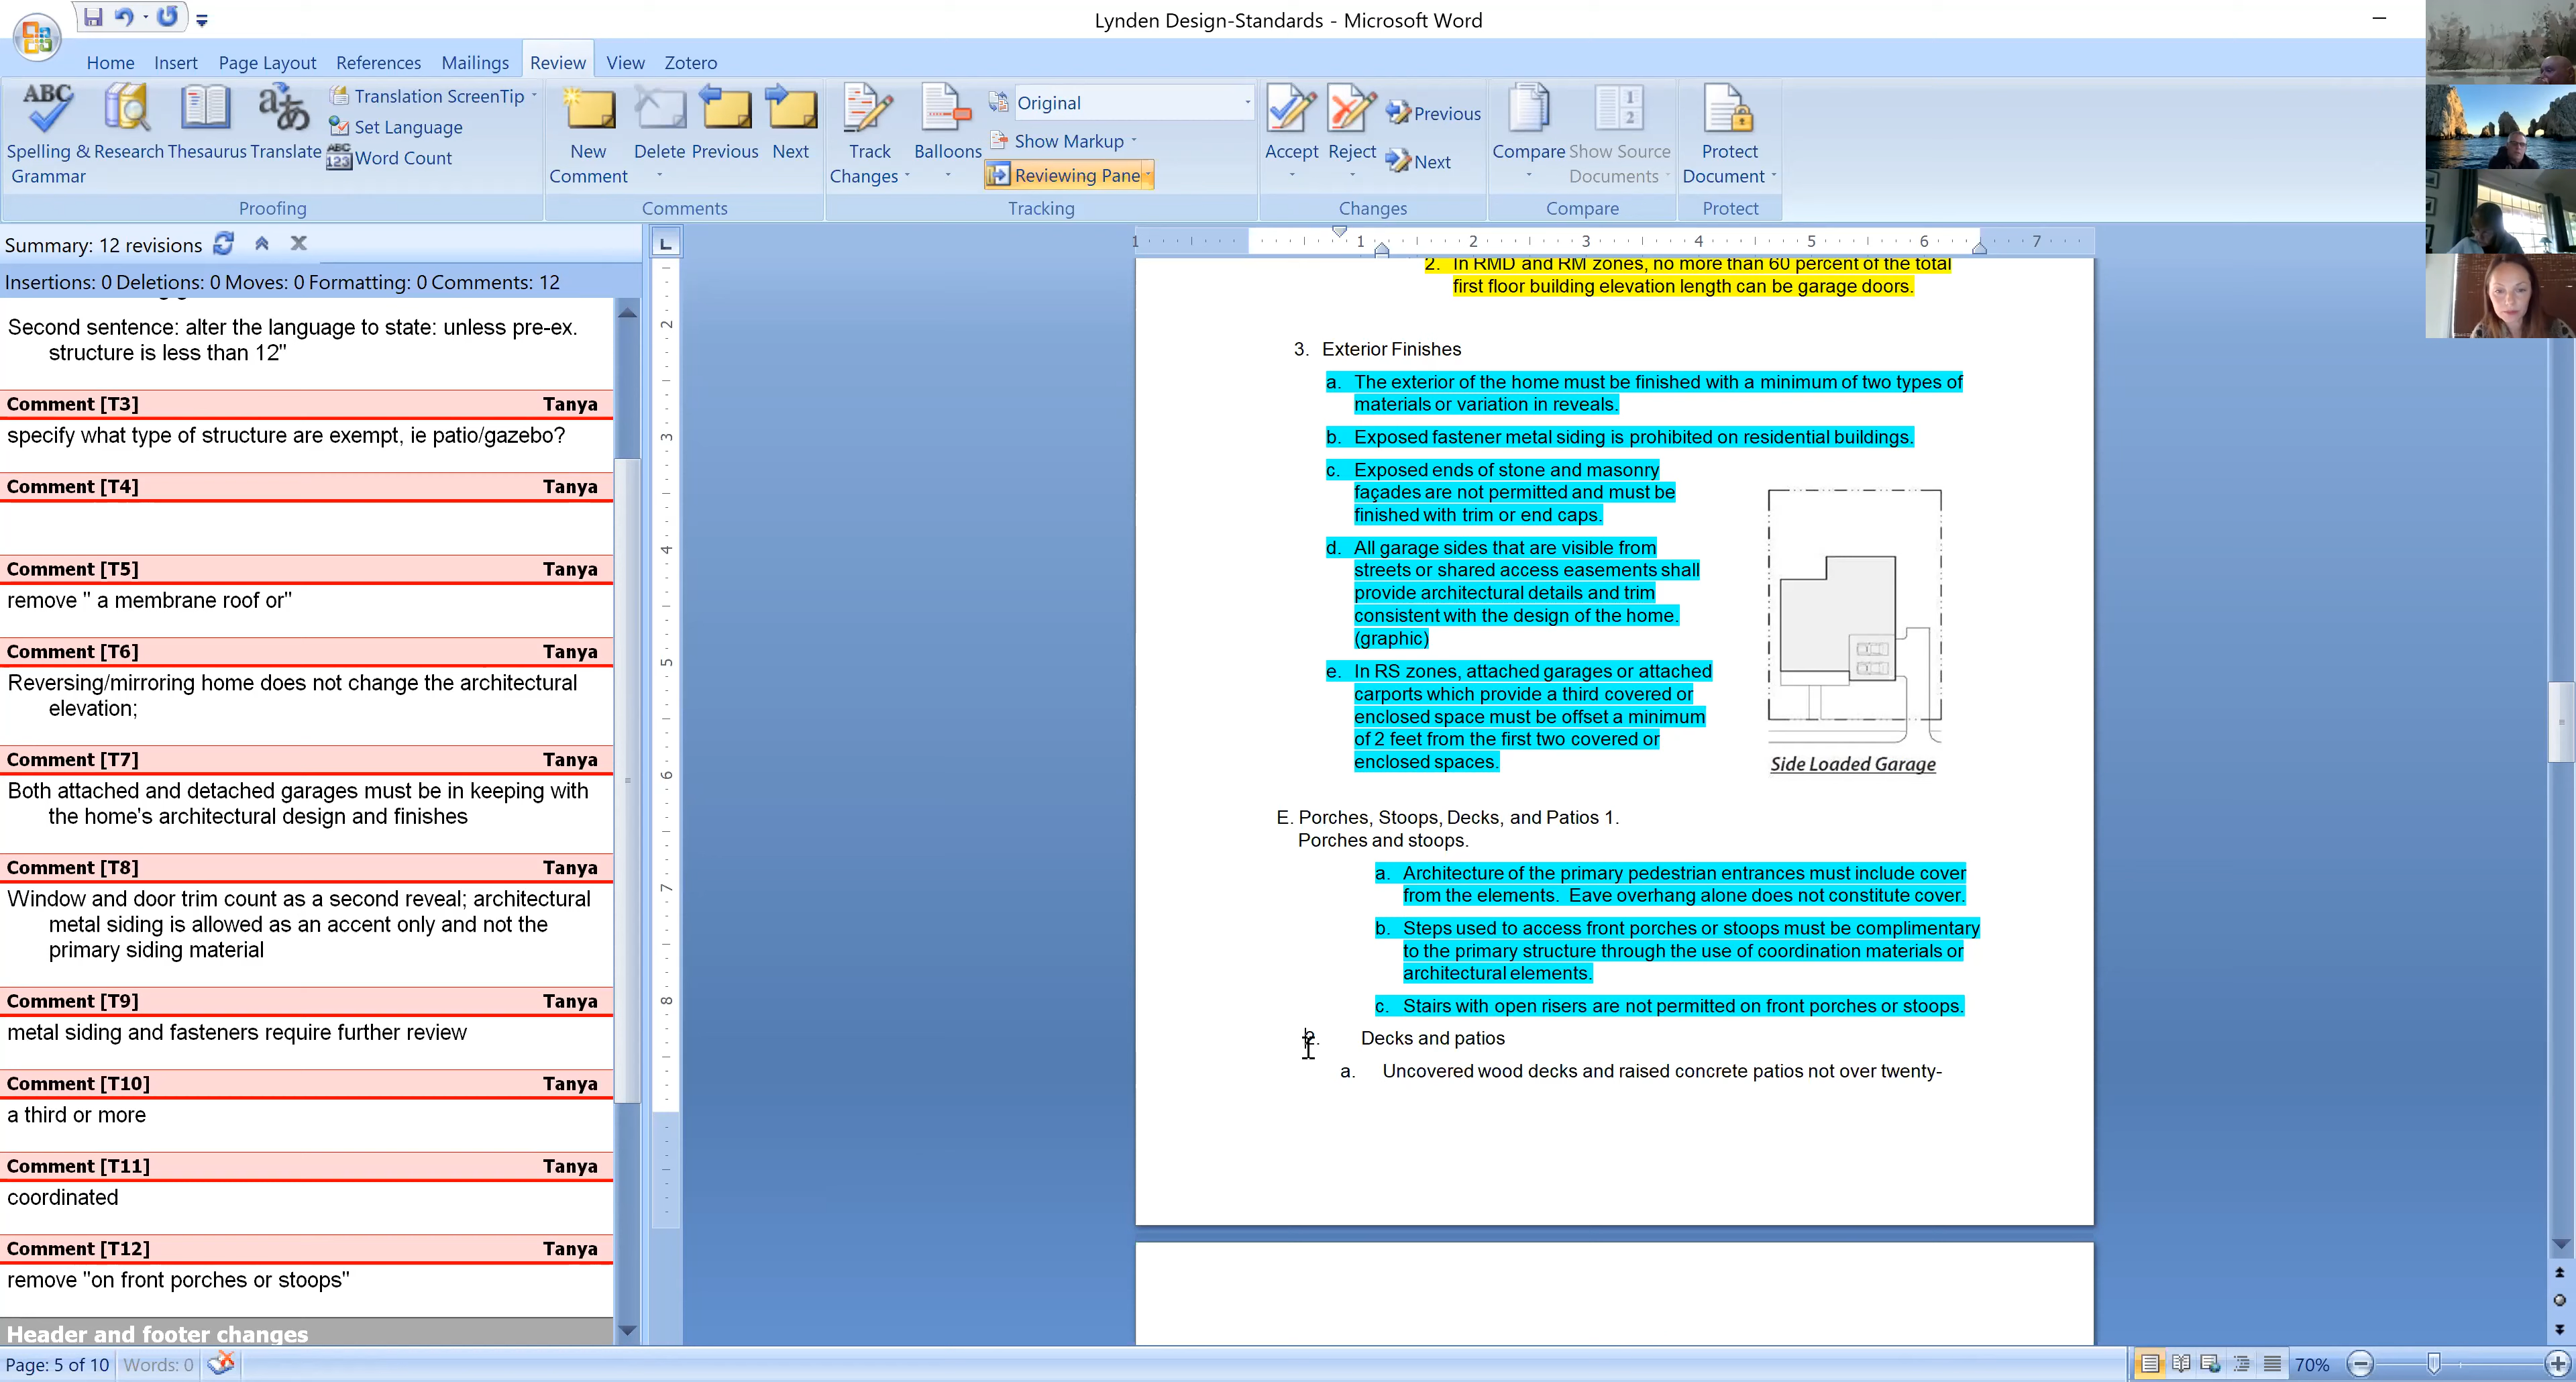 Lynden Design-Standards - Microsoft Word
Home Insert Page Layout References Mailings Review View Zotero
ABC
Spelling & Grammar
Research
Thesaurus
Translate
Translation ScreenTip
Set Language
ABC 123 Word Count
Proofing
New Comment
Delete
Previous
Next
Comments
Track Changes
Balloons
Original
Show Markup
Reviewing Pane
Tracking
Accept
Reject
Previous
Next
Changes
Compare
Show Source Documents
1 2
Compare
Protect Document
Protect
Summary: 12 revisions
Insertions: 0 Deletions: 0 Moves: 0 Formatting: 0 Comments: 12
Second sentence: alter the language to state: unless pre-ex.
structure is less than 12"
Comment [T3] Tanya
specify what type of structure are exempt, ie patio/gazebo?
Comment [T4] Tanya
Comment [T5] Tanya
remove " a membrane roof or"
Comment [T6] Tanya
Reversing/mirroring home does not change the architectural
elevation;
Comment [T7] Tanya
Both attached and detached garages must be in keeping with
the home's architectural design and finishes
Comment [T8] Tanya
Window and door trim count as a second reveal; architectural
metal siding is allowed as an accent only and not the
primary siding material
Comment [T9] Tanya
metal siding and fasteners require further review
Comment [T10] Tanya
a third or more
Comment [T11] Tanya
coordinated
Comment [T12] Tanya
remove "on front porches or stoops"
Header and footer changes
L
1 1 2 3 4 5 6 7
2
3
4
5
6
7
8
2. In RMD and RM zones, no more than 60 percent of the total
first floor building elevation length can be garage doors.
3. Exterior Finishes
a. The exterior of the home must be finished with a minimum of two types of
materials or variation in reveals.
b. Exposed fastener metal siding is prohibited on residential buildings.
c. Exposed ends of stone and masonry
façades are not permitted and must be
finished with trim or end caps.
d. All garage sides that are visible from
streets or shared access easements shall
provide architectural details and trim
consistent with the design of the home.
(graphic)
e. In RS zones, attached garages or attached
carports which provide a third covered or
enclosed space must be offset a minimum
of 2 feet from the first two covered or
enclosed spaces.
Side Loaded Garage
E. Porches, Stoops, Decks, and Patios 1.
Porches and stoops.
a. Architecture of the primary pedestrian entrances must include cover
from the elements. Eave overhang alone does not constitute cover.
b. Steps used to access front porches or stoops must be complimentary
to the primary structure through the use of coordination materials or
architectural elements.
c. Stairs with open risers are not permitted on front porches or stoops.
2. Decks and patios
a. Uncovered wood decks and raised concrete patios not over twenty-
Page: 5 of 10 Words: 0
70%